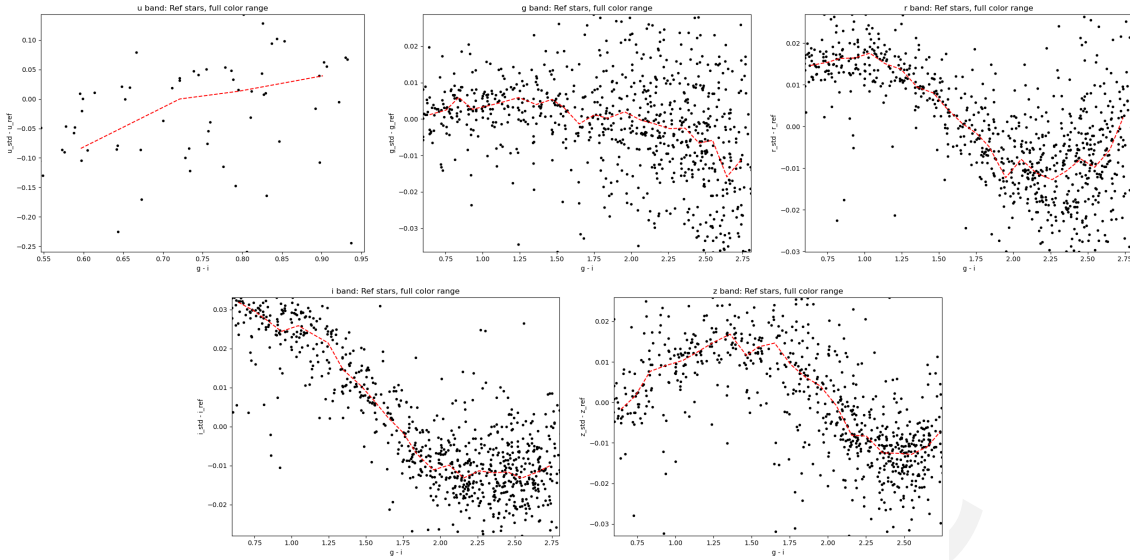 u band: Ref stars, full color range
u_std - u_ref
0.10
0.05
0.00
−0.05
−0.10
−0.15
−0.20
−0.25
0.55 0.60 0.65 0.70 0.75 0.80 0.85 0.90 0.95
g - i
g band: Ref stars, full color range
g_std - g_ref
0.02
0.01
0.00
−0.01
−0.02
−0.03
0.75 1.00 1.25 1.50 1.75 2.00 2.25 2.50 2.75
g - i
r band: Ref stars, full color range
r_std - r_ref
0.02
0.01
0.00
−0.01
−0.02
−0.03
0.75 1.00 1.25 1.50 1.75 2.00 2.25 2.50 2.75
g - i
i band: Ref stars, full color range
i_std - i_ref
0.03
0.02
0.01
0.00
−0.01
−0.02
0.75 1.00 1.25 1.50 1.75 2.00 2.25 2.50 2.75
g - i
z band: Ref stars, full color range
z_std - z_ref
0.02
0.01
0.00
−0.01
−0.02
−0.03
0.75 1.00 1.25 1.50 1.75 2.00 2.25 2.50
g - i